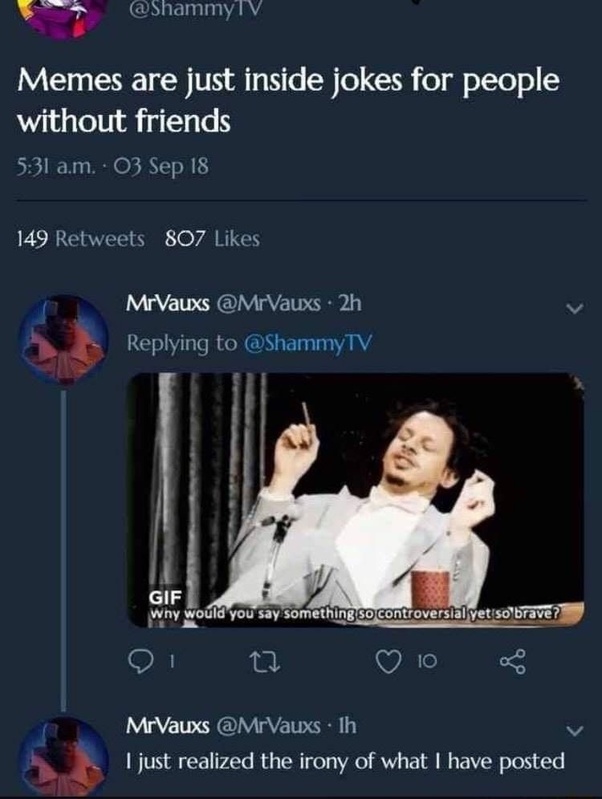 @ShammyTV
Memes are just inside jokes for people
without friends
5:31 a.m. · 03 Sep 18
149 Retweets 807 Likes
MrVauxs @MrVauxs · 2h
Replying to @ShammyTV
GIF
Why would you say something so controversial yet so brave?
1 10
MrVauxs @MrVauxs · 1h
I just realized the irony of what I have posted